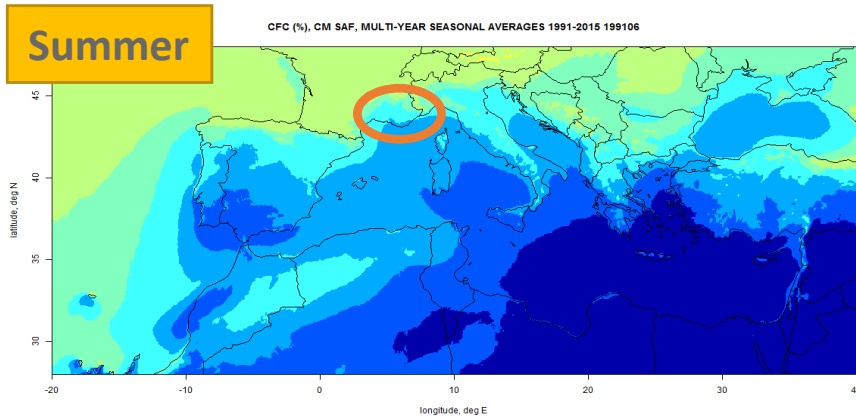 CFC (%), CM SAF, MULTI-YEAR SEASONAL AVERAGES 1991-2015 199106
Summer
latitude, deg N
45
40
35
30
-20 -10 0 10 20 30 40
longitude, deg E